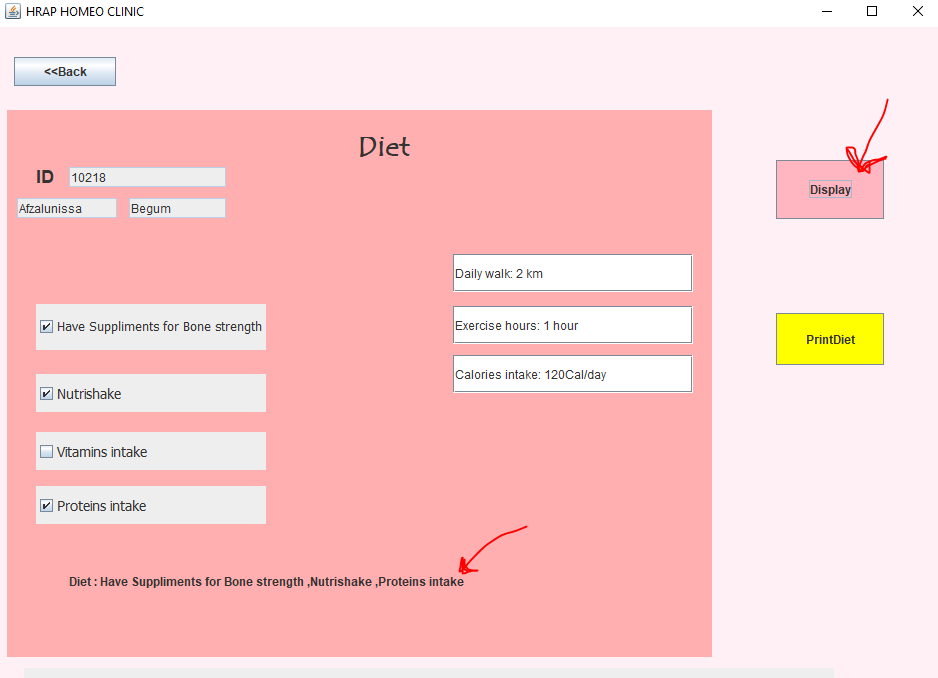 HRAP HOMEO CLINIC
<<Back
Diet
ID 10218
Afzalunissa Begum
Display
Daily walk: 2 km
Have Suppliments for Bone strength
Exercise hours: 1 hour
PrintDiet
Calories intake: 120Cal/day
Nutrishake
Vitamins intake
Proteins intake
Diet : Have Suppliments for Bone strength ,Nutrishake ,Proteins intake